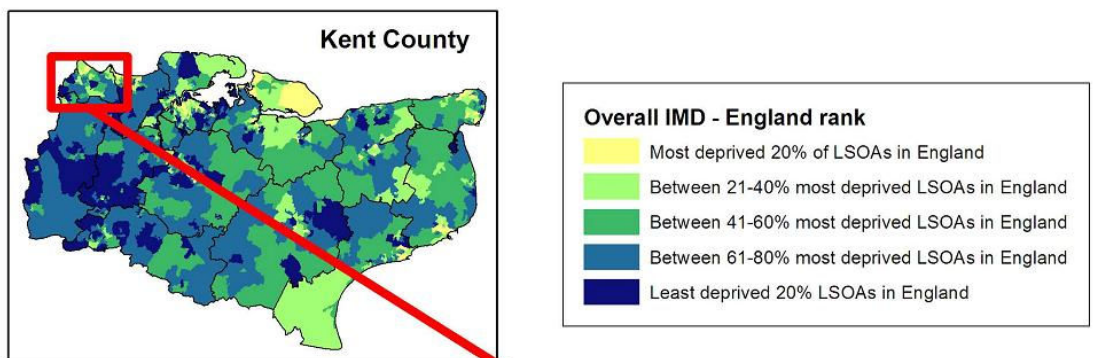 Kent County
Overall IMD - England rank
Most deprived 20% of LSOAs in England
Between 21-40% most deprived LSOAs in England
Between 41-60% most deprived LSOAs in England
Between 61-80% most deprived LSOAs in England
Least deprived 20% LSOAs in England